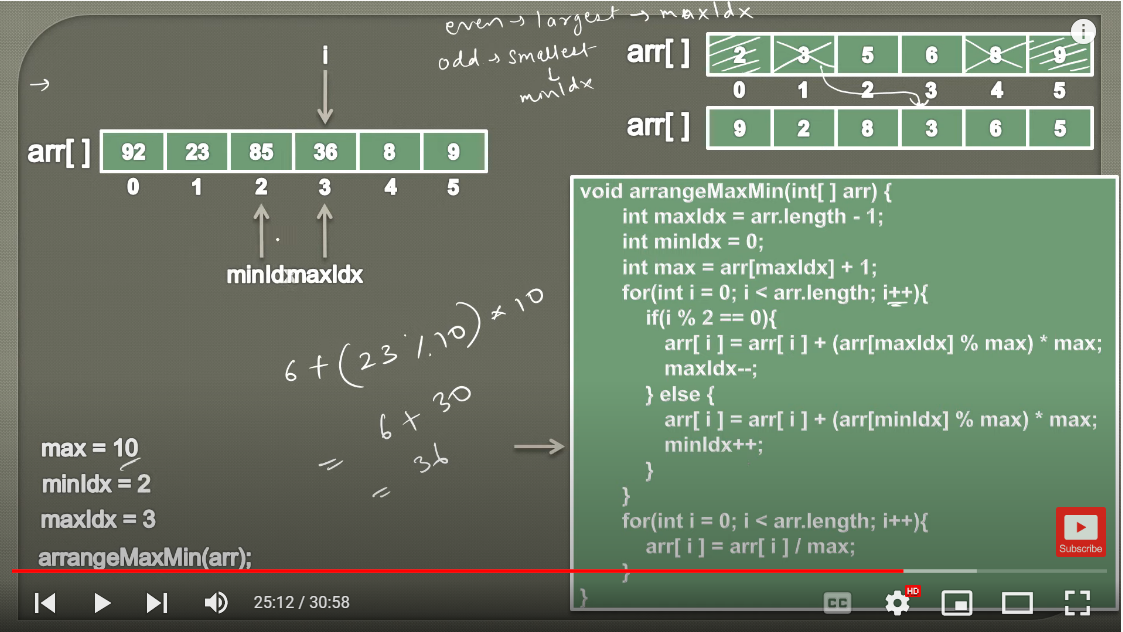 even → largest → maxIdx
odd → smallest
↓
minIdx
→
i
arr[ ] 92 23 85 36 8 9
0 1 2 3 4 5
minIdx maxIdx
arr[ ] 2 3 5 6 8 9
0 1 2 3 4 5
arr[ ] 9 2 8 3 6 5
6 + (23 % 10) * 10
6 + 30
=
36
=
max = 10
minIdx = 2
maxIdx = 3
arrangeMaxMin(arr);
void arrangeMaxMin(int[ ] arr) {
int maxIdx = arr.length - 1;
int minIdx = 0;
int max = arr[maxIdx] + 1;
for(int i = 0; i < arr.length; i++){
if(i % 2 == 0){
arr[ i ] = arr[ i ] + (arr[maxIdx] % max) * max;
maxIdx--;
} else {
arr[ i ] = arr[ i ] + (arr[minIdx] % max) * max;
minIdx++;
}
}
for(int i = 0; i < arr.length; i++){
arr[ i ] = arr[ i ] / max;
}
}
Subscribe
25:12 / 30:58
CC
HD